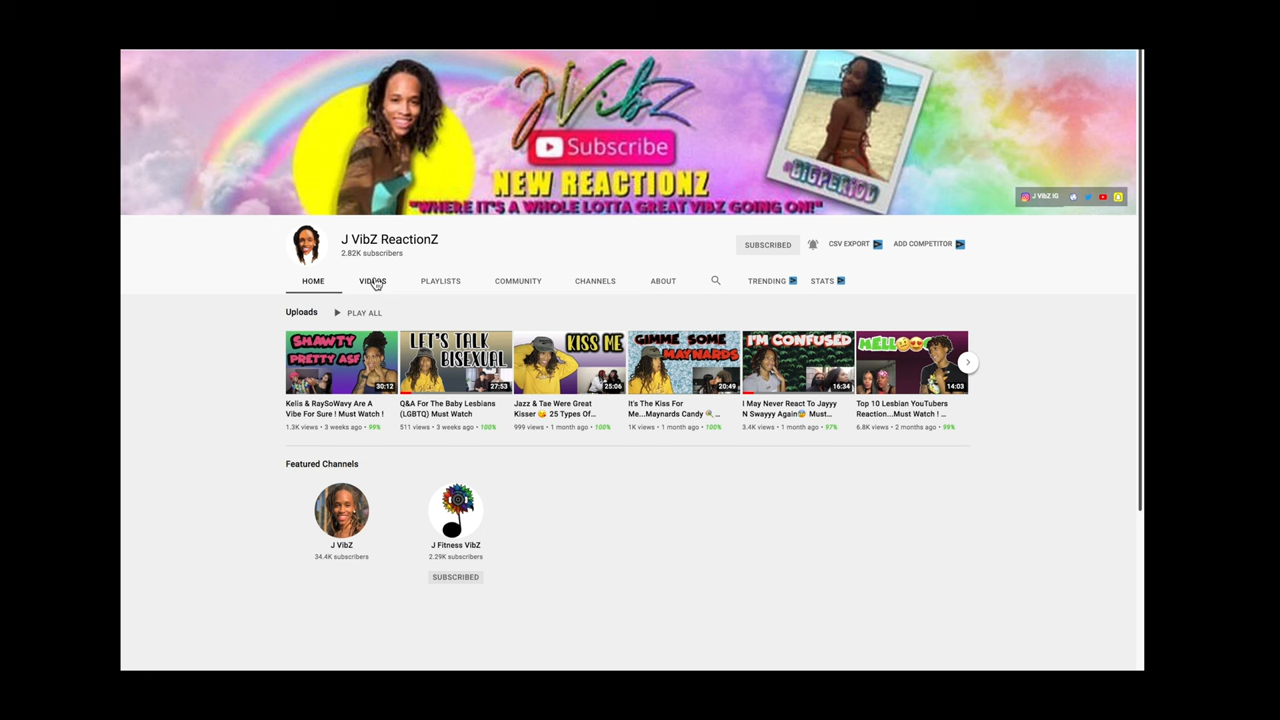 JVibZ
Subscribe
NEW REACTIONZ
"WHERE IT'S A WHOLE LOTTA GREAT VIBZ GOING ON!"
#BIGPERIOD
J VibZ IG
J VibZ ReactionZ
2.82K subscribers
SUBSCRIBED
CSV EXPORT
ADD COMPETITOR
HOME
VIDEOS
PLAYLISTS
COMMUNITY
CHANNELS
ABOUT
TRENDING
STATS
Uploads
PLAY ALL
SHAWTY
PRETTY ASF
30:12
LET'S TALK
BISEXUAL
27:53
KISS ME
25:06
GIMME SOME
MAYNARDS
20:49
I'M CONFUSED
16:34
14:03
Kelis & RaySoWavy Are A
Vibe For Sure ! Must Watch !
1.3K views • 3 weeks ago • 99%
Q&A For The Baby Lesbians
(LGBTQ) Must Watch
511 views • 3 weeks ago • 100%
Jazz & Tae Were Great
Kisser 😘 25 Types Of...
999 views • 1 month ago • 100%
It's The Kiss For
Me...Maynards Candy 🍭 ...
1K views • 1 month ago • 100%
I May Never React To Jayyy
N Swayyy Again😰 Must...
3.4K views • 1 month ago • 97%
Top 10 Lesbian YouTubers
Reaction...Must Watch ! ...
6.8K views • 2 months ago • 99%
Featured Channels
J VibZ
34.4K subscribers
J Fitness VibZ
2.29K subscribers
SUBSCRIBED